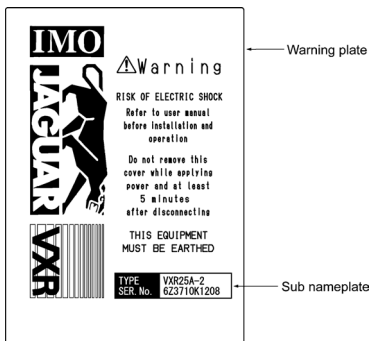 IMO
JAGUAR
VXR
⚠Warning
RISK OF ELECTRIC SHOCK
Refer to user manual
before installation and
operation
Do not remove this
cover while applying
power and at least
5 minutes
after disconnecting
THIS EQUIPMENT
MUST BE EARTHED
TYPE VXR25A-2
SER. No. 6Z3710K1208
Warning plate
Sub nameplate